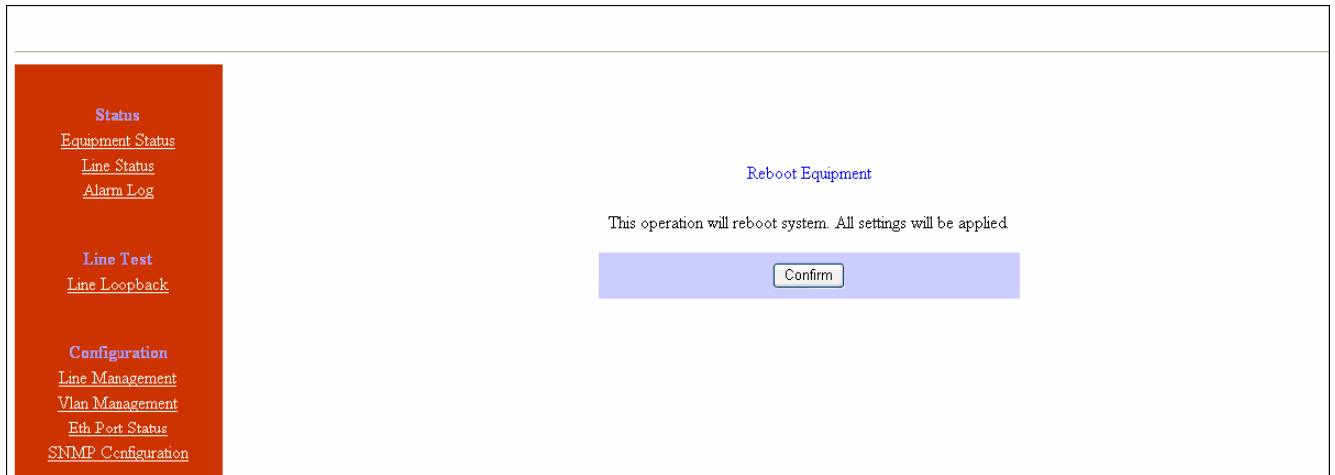 Status
Equipment Status
Line Status
Alarm Log
Line Test
Line Loopback
Configuration
Line Management
Vlan Management
Eth Port Status
SNMP Configuration
Reboot Equipment
This operation will reboot system. All settings will be applied
Confirm